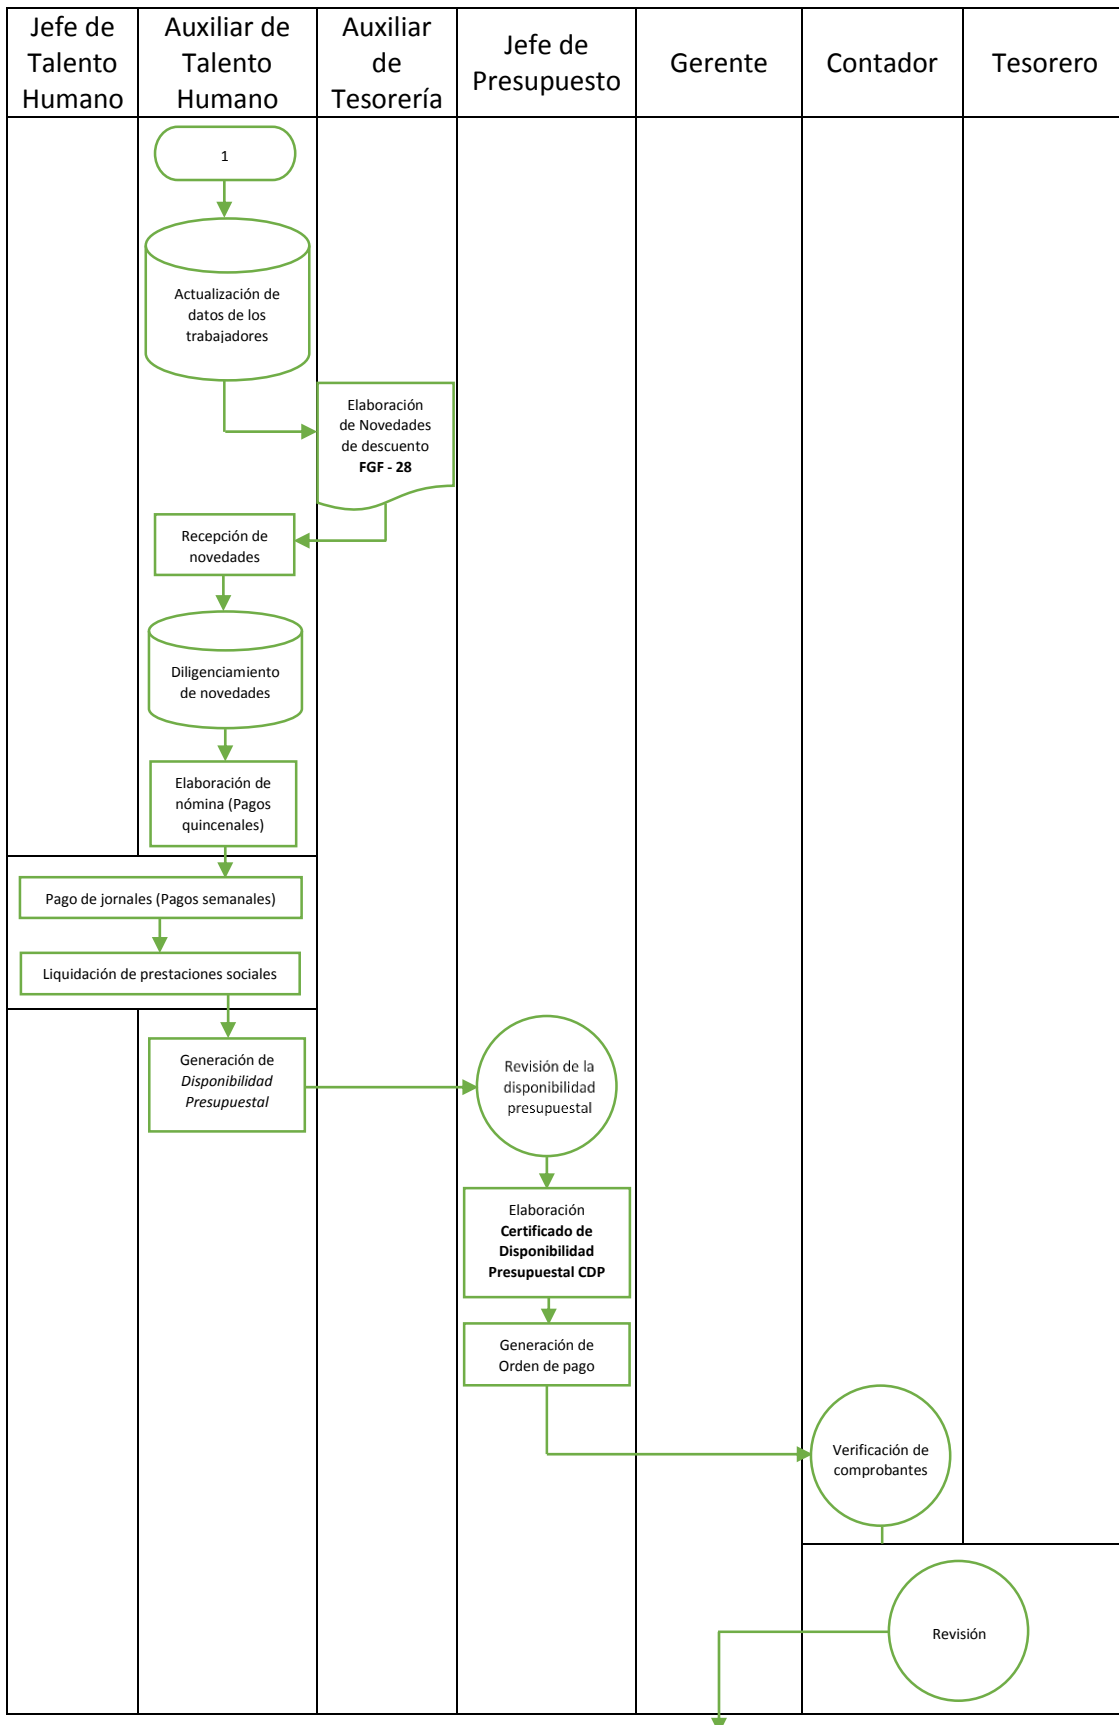 Jefe de
Talento
Humano
Auxiliar de
Talento
Humano
Auxiliar
de
Tesorería
Jefe de
Presupuesto
Gerente
Contador
Tesorero
1
Actualización de
datos de los
trabajadores
Elaboración
de Novedades
de descuento
FGF - 28
Recepción de
novedades
Diligenciamiento
de novedades
Elaboración de
nómina (Pagos
quincenales)
Pago de jornales (Pagos semanales)
Liquidación de prestaciones sociales
Generación de
Disponibilidad
Presupuestal
Revisión de la
disponibilidad
presupuestal
Elaboración
Certificado de
Disponibilidad
Presupuestal CDP
Generación de
Orden de pago
Verificación de
comprobantes
Revisión